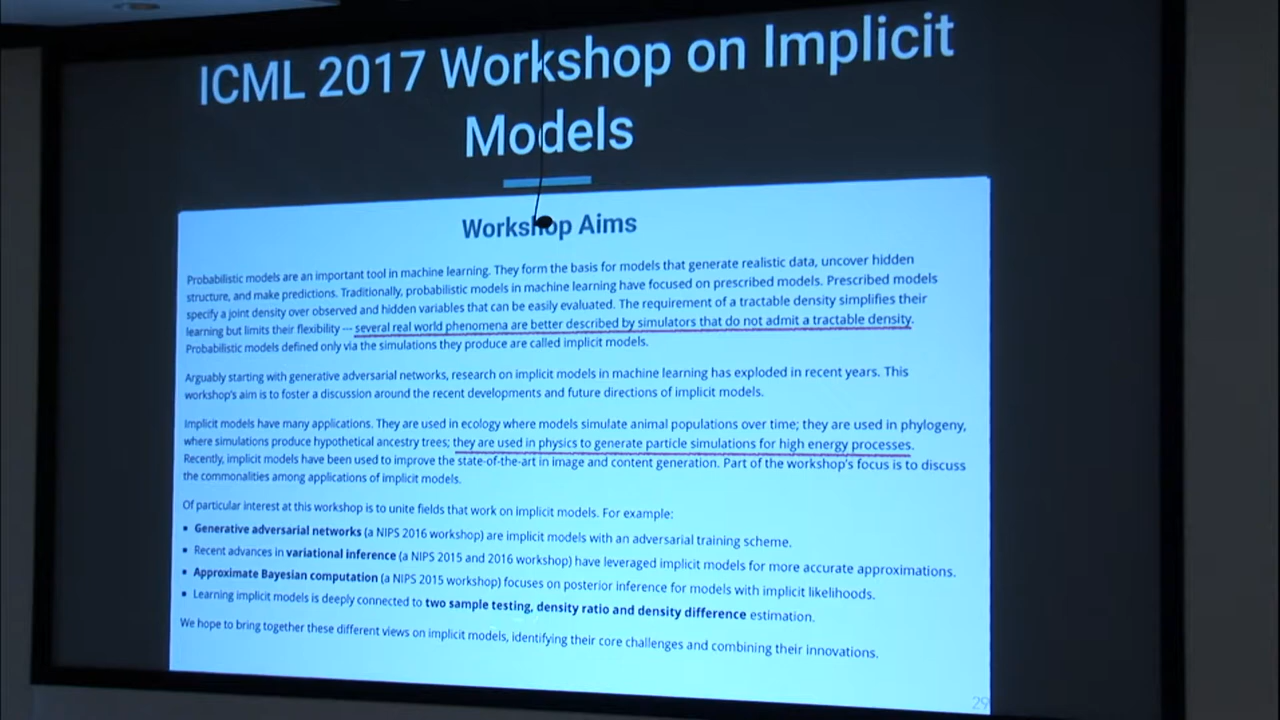 ICML 2017 Workshop on Implicit
Models
Workshop Aims
Probabilistic models are an important tool in machine learning. They form the basis for models that generate realistic data, uncover hidden
structure, and make predictions. Traditionally, probabilistic models in machine learning have focused on prescribed models. Prescribed models
specify a joint density over observed and hidden variables that can be easily evaluated. The requirement of a tractable density simplifies their
learning but limits their flexibility --- several real world phenomena are better described by simulators that do not admit a tractable density.
Probabilistic models defined only via the simulations they produce are called implicit models.
Arguably starting with generative adversarial networks, research on implicit models in machine learning has exploded in recent years. This
workshop's aim is to foster a discussion around the recent developments and future directions of implicit models.
Implicit models have many applications. They are used in ecology where models simulate animal populations over time; they are used in phylogeny,
where simulations produce hypothetical ancestry trees; they are used in physics to generate particle simulations for high energy processes.
Recently, implicit models have been used to improve the state-of-the-art in image and content generation. Part of the workshop's focus is to discuss
the commonalities among applications of implicit models.
Of particular interest at this workshop is to unite fields that work on implicit models. For example:
• Generative adversarial networks (a NIPS 2016 workshop) are implicit models with an adversarial training scheme.
• Recent advances in variational inference (a NIPS 2015 and 2016 workshop) have leveraged implicit models for more accurate approximations.
• Approximate Bayesian computation (a NIPS 2015 workshop) focuses on posterior inference for models with implicit likelihoods.
• Learning implicit models is deeply connected to two sample testing, density ratio and density difference estimation.
We hope to bring together these different views on implicit models, identifying their core challenges and combining their innovations.
29